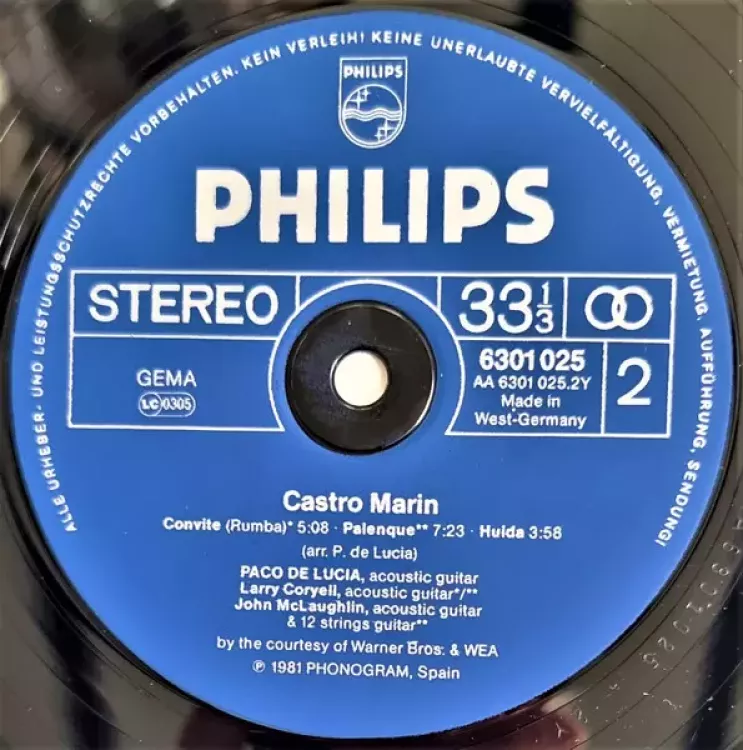 ALLE URHEBER- UND LEISTUNGSSCHUTZRECHTE VORBEHALTEN. KEIN VERLEIH! KEINE UNERLAUBTE VERVIELFÄLTIGUNG, VERMIETUNG, AUFFÜHRUNG, SENDUNG!
PHILIPS
PHILIPS
STEREO
33 1/3
GEMA
LC 0305
6301 025
AA 6301 025.2Y
Made in
West-Germany
2
Castro Marin
Convite (Rumba)* 5:08 · Palenque** 7:23 · Huida 3:58
(arr. P. de Lucia)
PACO DE LUCIA, acoustic guitar
Larry Coryell, acoustic guitar*/**
John McLaughlin, acoustic guitar
& 12 strings guitar**
by the courtesy of Warner Bros. & WEA
℗ 1981 PHONOGRAM, Spain